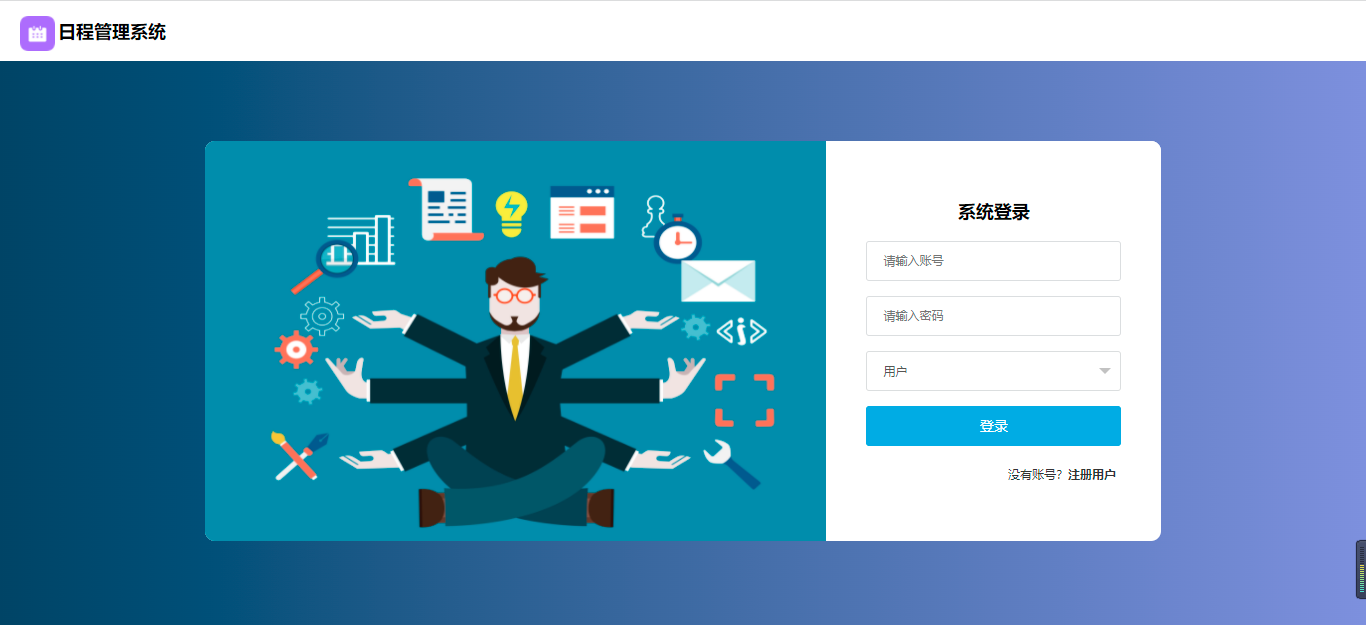 日程管理系统
系统登录
请输入账号
请输入密码
用户
登录
没有账号？注册用户